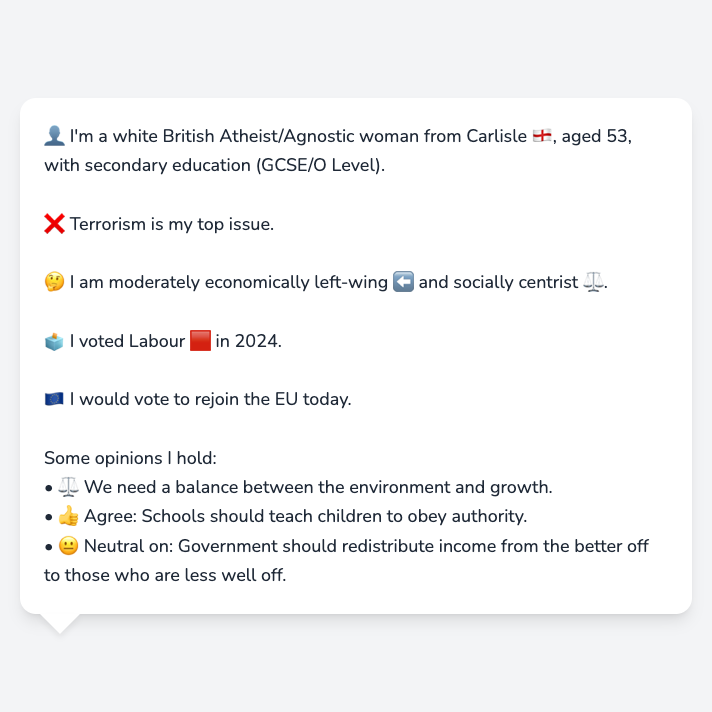 👤 I'm a white British Atheist/Agnostic woman from Carlisle 🏴󠁧󠁢󠁥󠁮󠁧󠁿, aged 53,
with secondary education (GCSE/O Level).
❌ Terrorism is my top issue.
🤔 I am moderately economically left-wing ⬅️ and socially centrist ⚖️.
🗳️ I voted Labour 🟥 in 2024.
🇪🇺 I would vote to rejoin the EU today.
Some opinions I hold:
• ⚖️ We need a balance between the environment and growth.
• 👍 Agree: Schools should teach children to obey authority.
• 😐 Neutral on: Government should redistribute income from the better off
to those who are less well off.